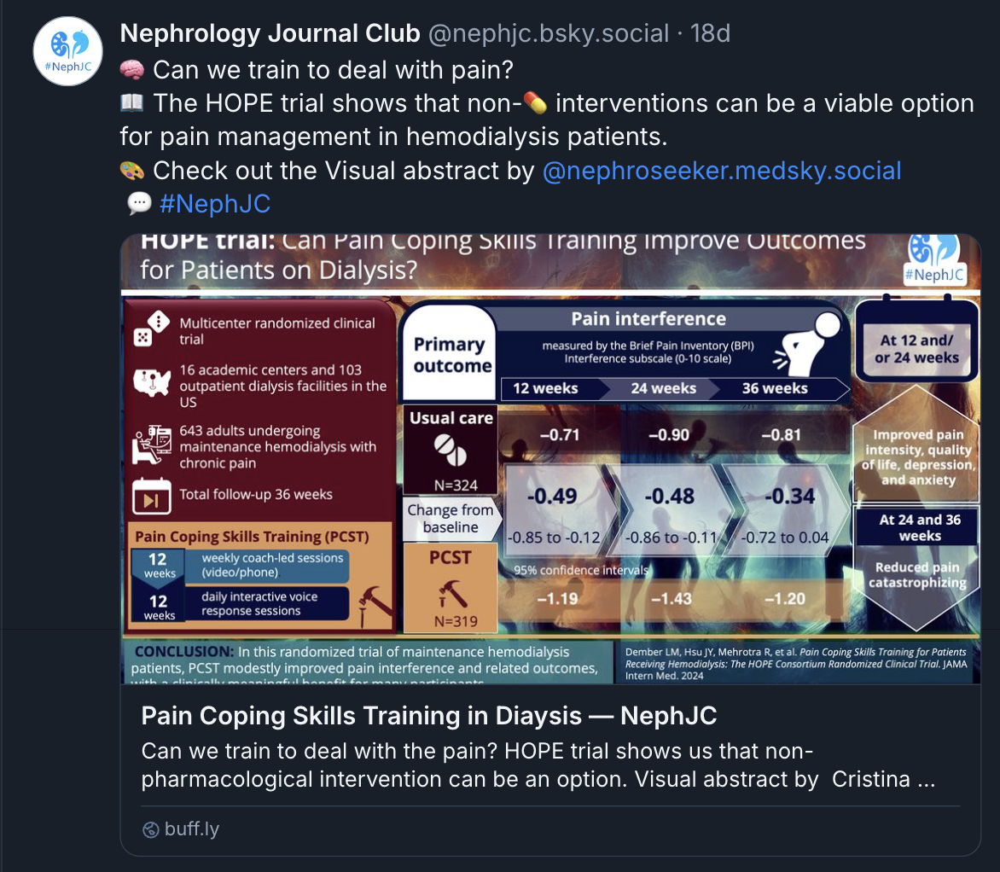 Nephrology Journal Club @nephjc.bsky.social · 18d
#NephJC
🧠 Can we train to deal with pain?
📖 The HOPE trial shows that non-💊 interventions can be a viable option
for pain management in hemodialysis patients.
🎨 Check out the Visual abstract by @nephroseeker.medsky.social
💬 #NephJC
HOPE trial: Can Pain Coping Skills Training Improve Outcomes
for Patients on Dialysis?
#NephJC
Multicenter randomized clinical
trial
16 academic centers and 103
outpatient dialysis facilities in the
US
643 adults undergoing
maintenance hemodialysis with
chronic pain
Total follow-up 36 weeks
Pain Coping Skills Training (PCST)
12
weeks
weekly coach-led sessions
(video/phone)
12
weeks
daily interactive voice
response sessions
Primary
outcome
Pain interference
measured by the Brief Pain Inventory (BPI)
Interference subscale (0-10 scale)
12 weeks 24 weeks 36 weeks
Usual care
N=324
−0.71 −0.90 −0.81
Change from
baseline
-0.49 -0.48 -0.34
-0.85 to -0.12 -0.86 to -0.11 -0.72 to 0.04
95% confidence intervals
PCST
N=319
−1.19 −1.43 −1.20
At 12 and/
or 24 weeks
Improved pain
intensity, quality
of life, depression,
and anxiety
At 24 and 36
weeks
Reduced pain
catastrophizing
CONCLUSION: In this randomized trial of maintenance hemodialysis
patients, PCST modestly improved pain interference and related outcomes,
with a clinically meaningful benefit for many participants
Dember LM, Hsu JY, Mehrotra R, et al. Pain Coping Skills Training for Patients
Receiving Hemodialysis: The HOPE Consortium Randomized Clinical Trial. JAMA
Intern Med. 2024
Pain Coping Skills Training in Diaysis — NephJC
Can we train to deal with the pain? HOPE trial shows us that non-
pharmacological intervention can be an option. Visual abstract by Cristina ...
buff.ly